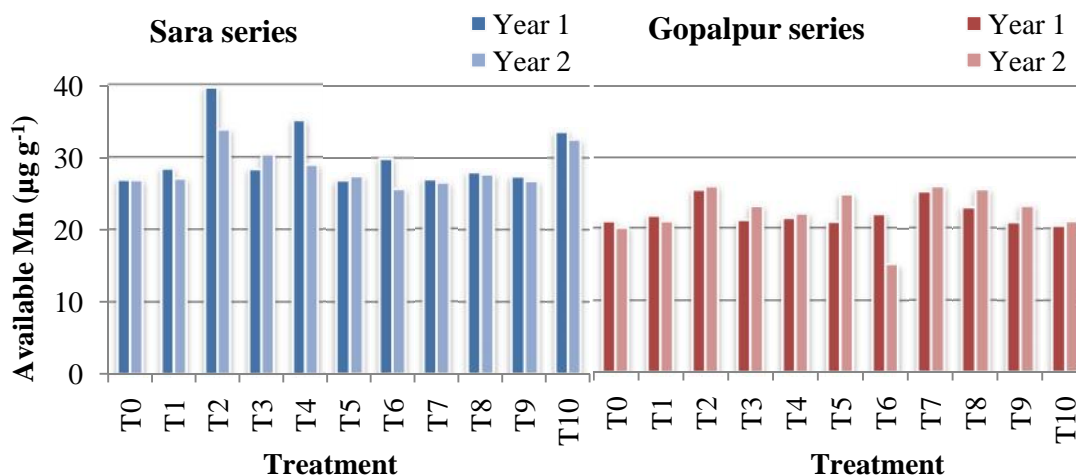 Sara series
Year 1
Year 2
Gopalpur series
Year 1
Year 2
Available Mn (µg g⁻¹)
40
30
20
10
0
T0 T1 T2 T3 T4 T5 T6 T7 T8 T9 T10
Treatment
T0 T1 T2 T3 T4 T5 T6 T7 T8 T9 T10
Treatment